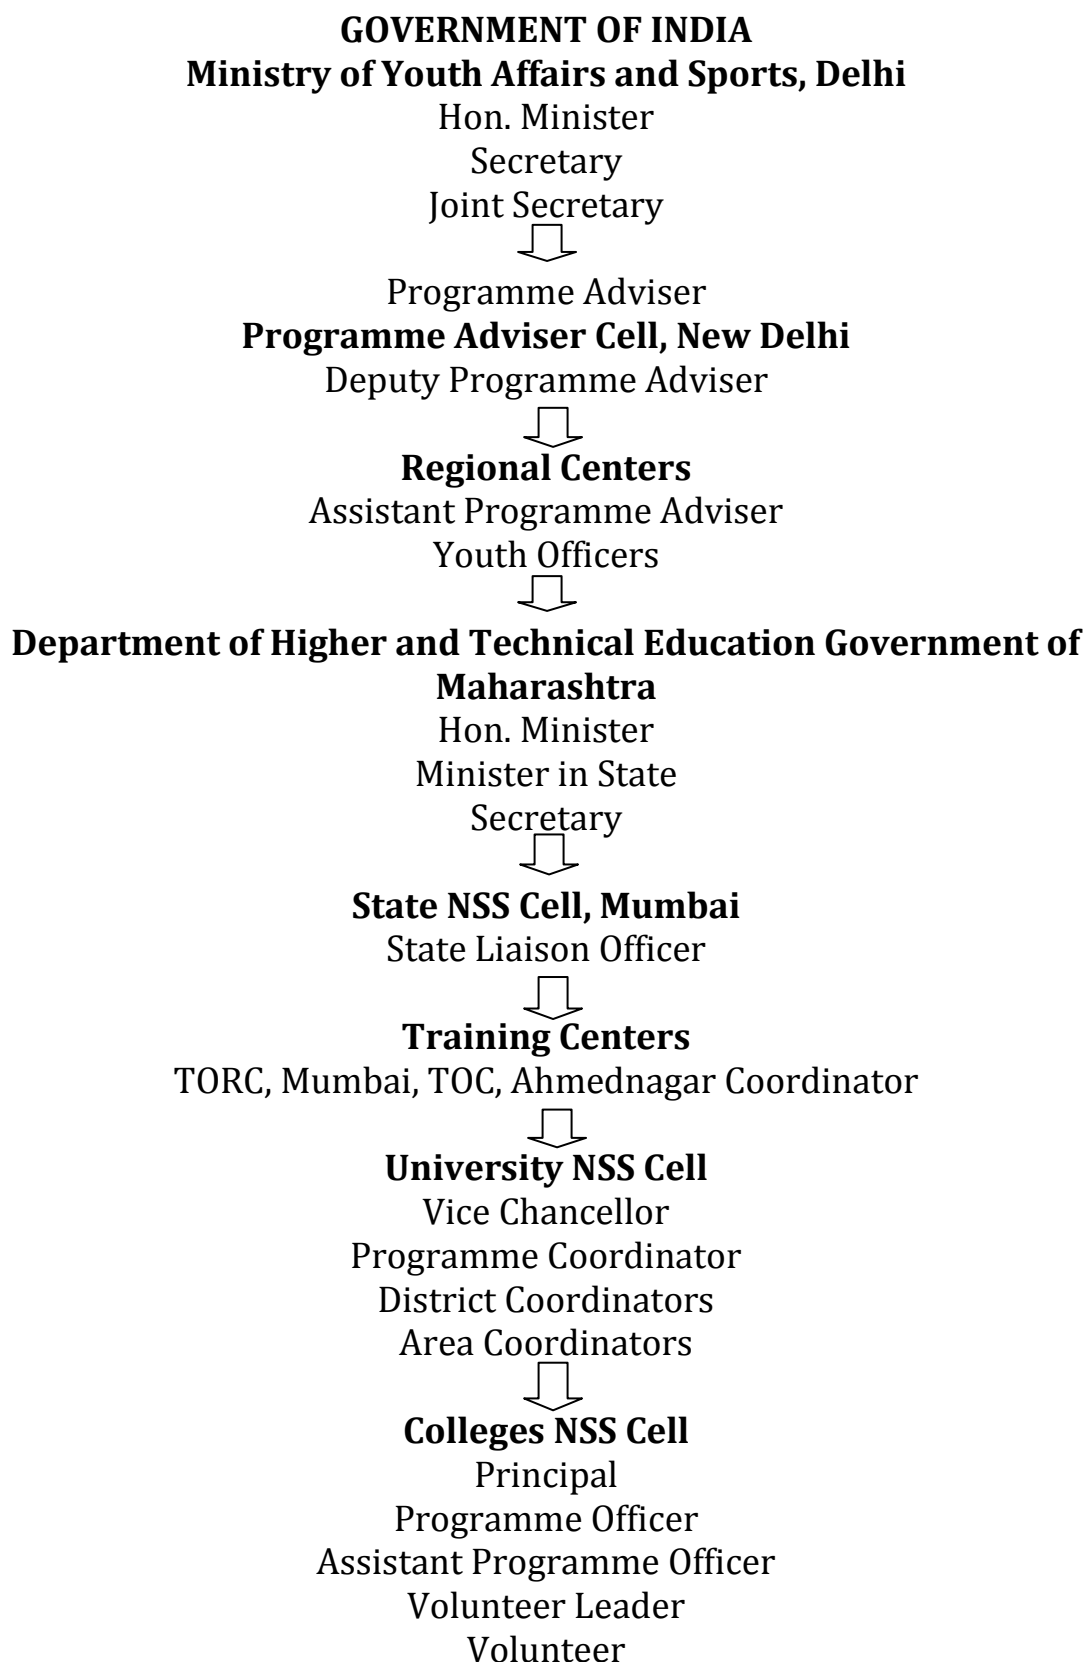 GOVERNMENT OF INDIA
Ministry of Youth Affairs and Sports, Delhi
Hon. Minister
Secretary
Joint Secretary
Programme Adviser
Programme Adviser Cell, New Delhi
Deputy Programme Adviser
Regional Centers
Assistant Programme Adviser
Youth Officers
Department of Higher and Technical Education Government of
Maharashtra
Hon. Minister
Minister in State
Secretary
State NSS Cell, Mumbai
State Liaison Officer
Training Centers
TORC, Mumbai, TOC, Ahmednagar Coordinator
University NSS Cell
Vice Chancellor
Programme Coordinator
District Coordinators
Area Coordinators
Colleges NSS Cell
Principal
Programme Officer
Assistant Programme Officer
Volunteer Leader
Volunteer